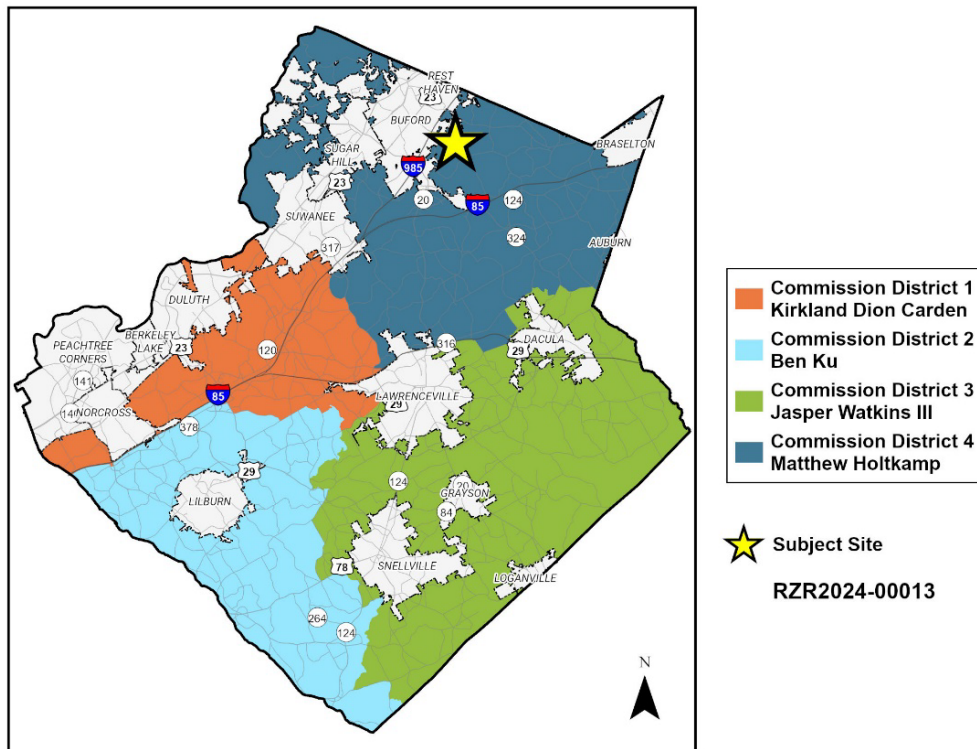 REST
HAVEN
23
BUFORD
BRASELTON
SUGAR
HILL
985
23
20
85
124
SUWANEE
324
317
AUBURN
DULUTH
BERKELEY
LAKE
23
PEACHTREE
CORNERS
141
120
316
DACULA
29
85
LAWRENCEVILLE
29
14
NORCROSS
378
29
LILBURN
124
20
GRAYSON
84
SNELLVILLE
78
LOGANVILLE
264
124
N
Commission District 1
Kirkland Dion Carden
Commission District 2
Ben Ku
Commission District 3
Jasper Watkins III
Commission District 4
Matthew Holtkamp
Subject Site
RZR2024-00013